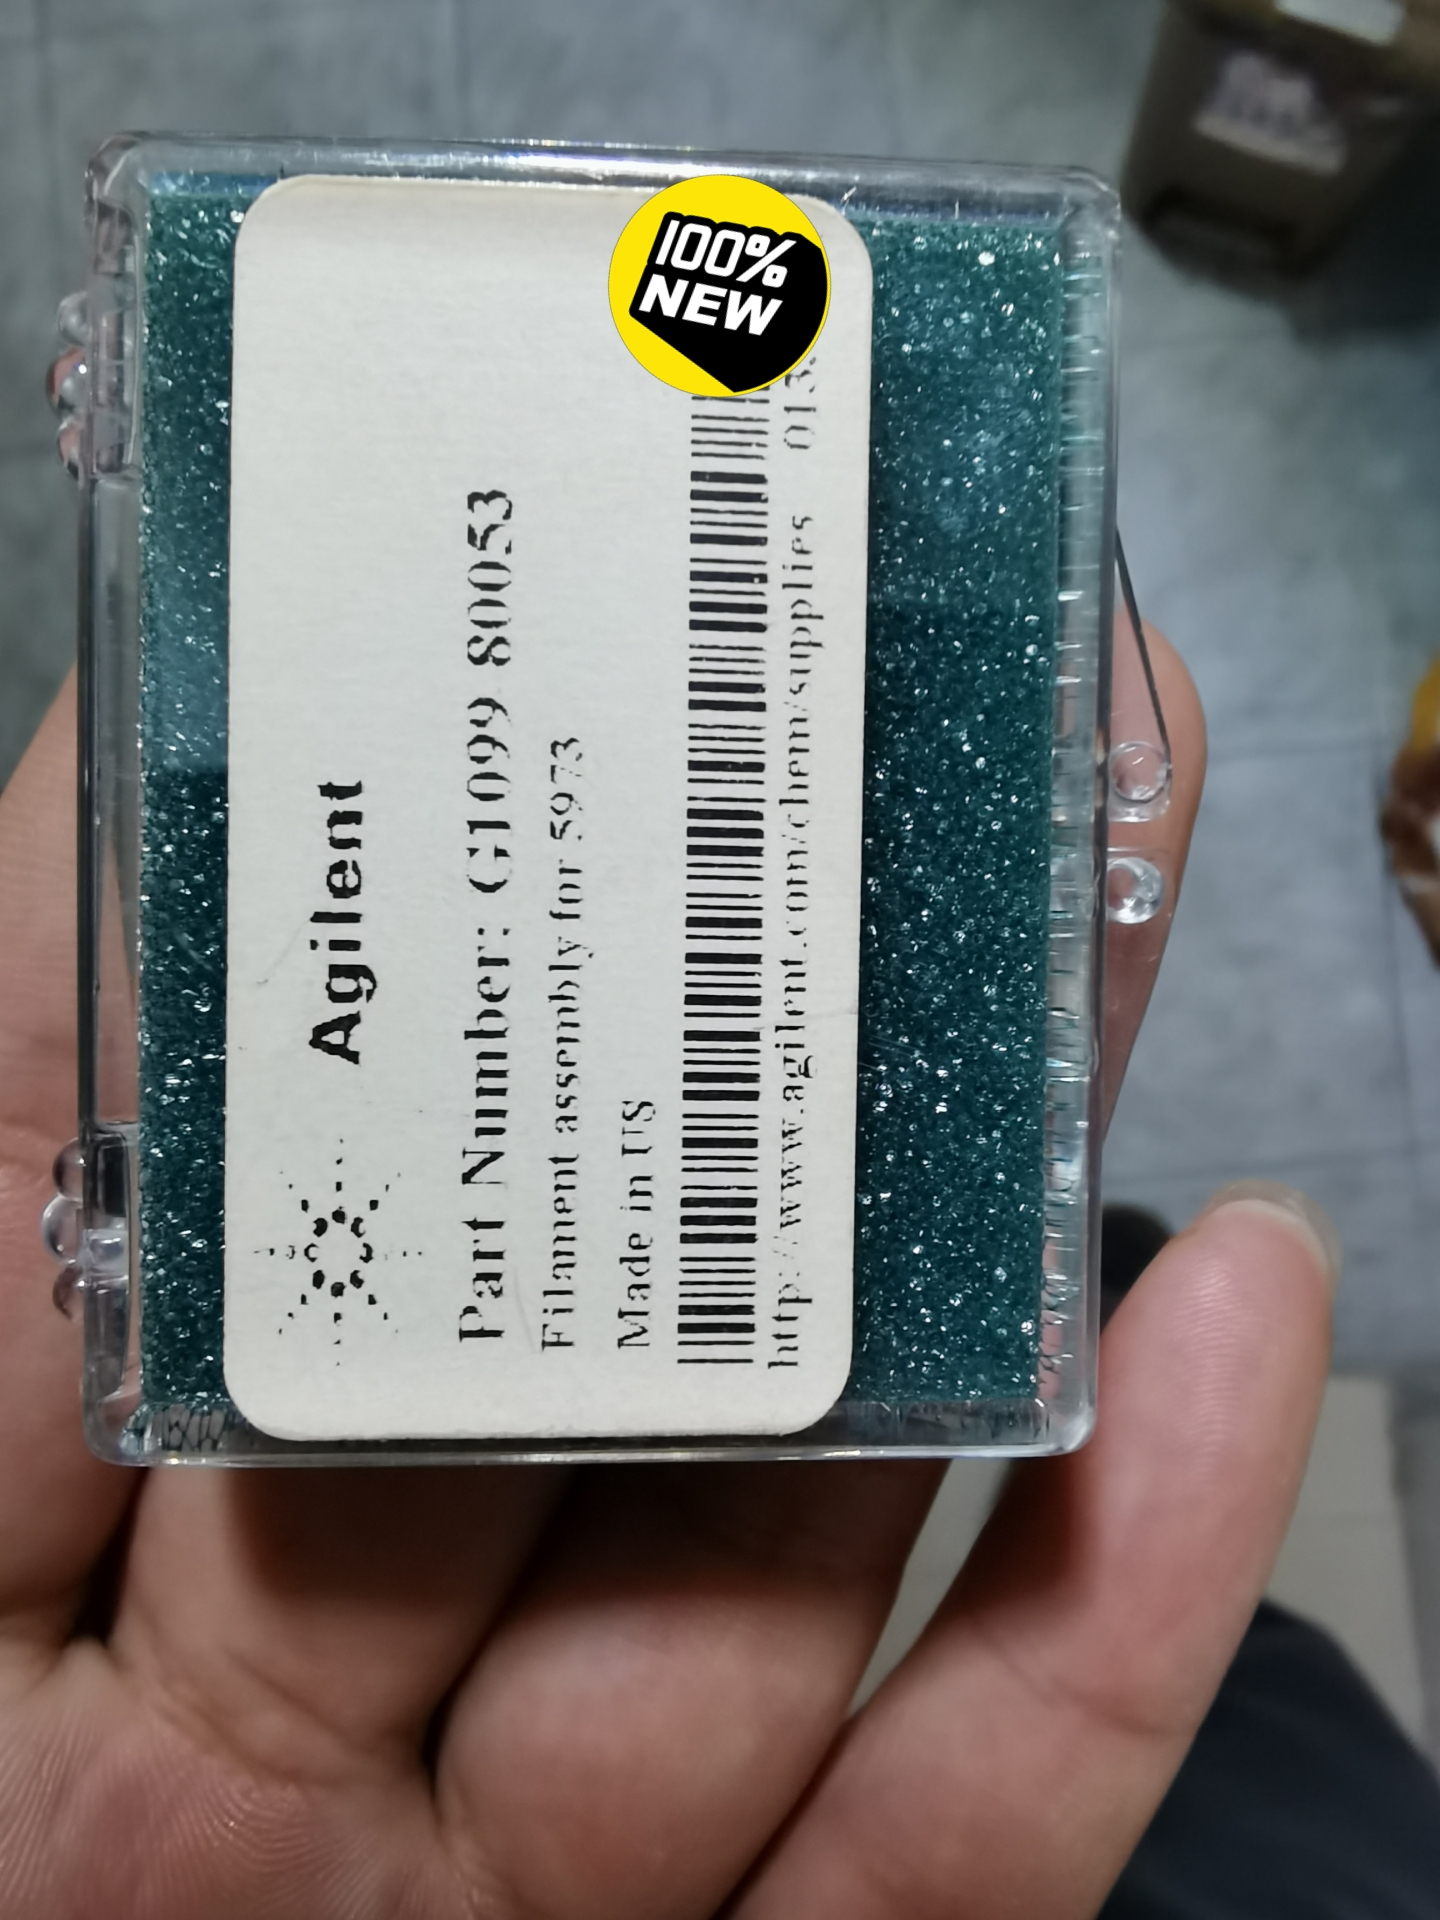 100%
NEW
Agilent
Part Number: G1099 80053
Filament assembly for 5973
Made in US
http://www.agilent.com/chem/supplies 013.